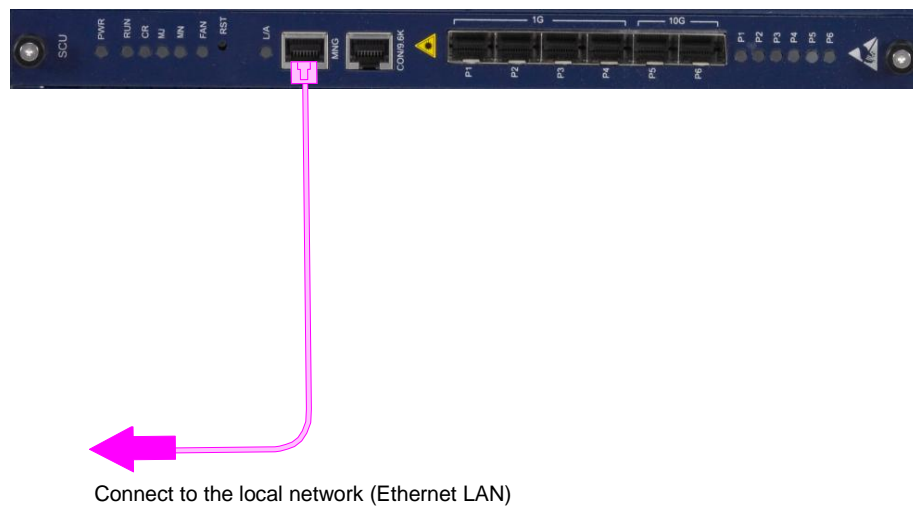 SCU
PWR
RUN
CR
MJ
MN
FAN
RST
L/A
MNG
CON/9.6K
1G
10G
P1
P2
P3
P4
P5
P6
P1
P2
P3
P4
P5
P6
Connect to the local network (Ethernet LAN)